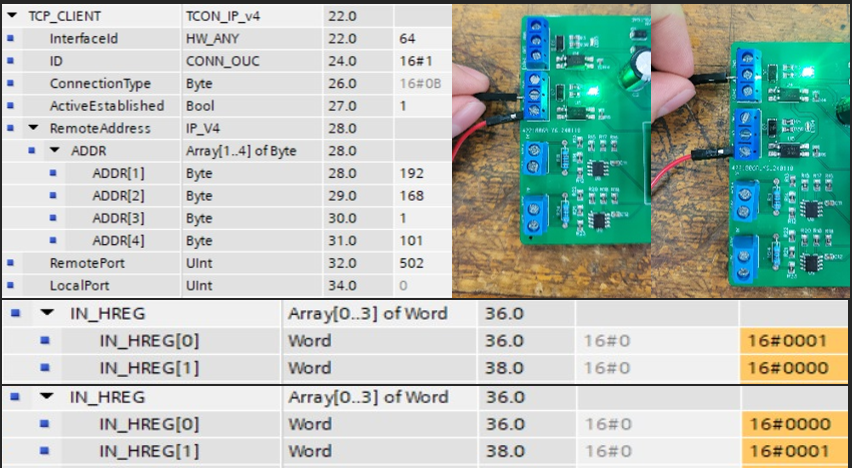 TCP_CLIENT TCON_IP_v4 22.0
InterfaceId HW_ANY 22.0 64
ID CONN_OUC 24.0 16#1
ConnectionType Byte 26.0 16#0B
ActiveEstablished Bool 27.0 1
RemoteAddress IP_V4 28.0
ADDR Array[1..4] of Byte 28.0
ADDR[1] Byte 28.0 192
ADDR[2] Byte 29.0 168
ADDR[3] Byte 30.0 1
ADDR[4] Byte 31.0 101
RemotePort UInt 32.0 502
LocalPort UInt 34.0 0
IN_HREG Array[0..3] of Word 36.0
IN_HREG[0] Word 36.0 16#0 16#0001
IN_HREG[1] Word 38.0 16#0 16#0000
IN_HREG Array[0..3] of Word 36.0
IN_HREG[0] Word 36.0 16#0 16#0000
IN_HREG[1] Word 38.0 16#0 16#0001